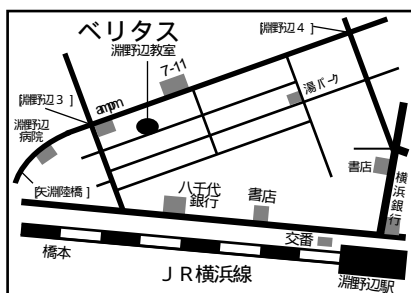 ベリタス
淵野辺教室
[淵野辺4]
7-11
[淵野辺3]
ampm
湯パーク
淵野辺
病院
書店
横浜銀行
[矢淵陸橋]
八千代
銀行
書店
交番
橋本
JR横浜線
淵野辺駅